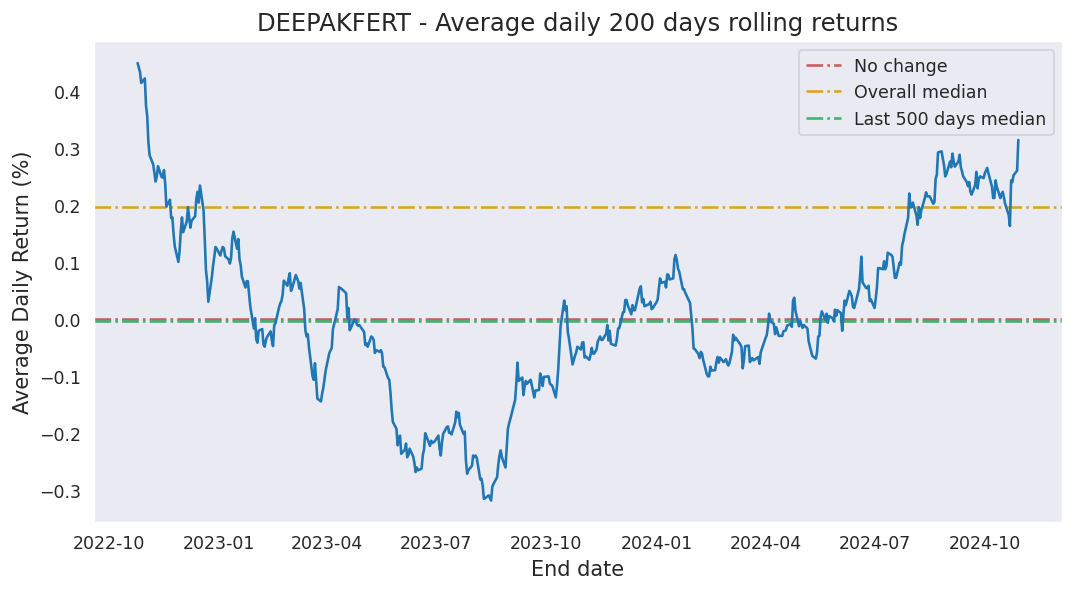 DEEPAKFERT - Average daily 200 days rolling returns
No change
Overall median
Last 500 days median
Average Daily Return (%)
0.4
0.3
0.2
0.1
0.0
−0.1
−0.2
−0.3
2022-10 2023-01 2023-04 2023-07 2023-10 2024-01 2024-04 2024-07 2024-10
End date